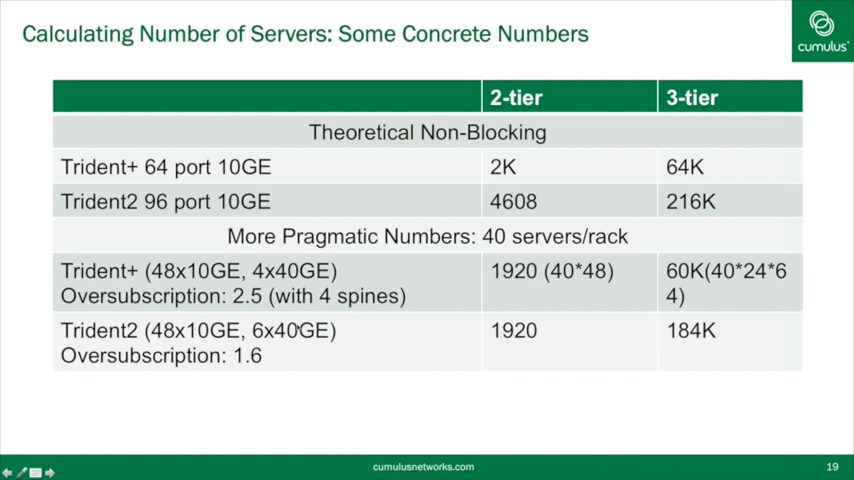 Calculating Number of Servers: Some Concrete Numbers
cumulus®
2-tier 3-tier
Theoretical Non-Blocking
Trident+ 64 port 10GE 2K 64K
Trident2 96 port 10GE 4608 216K
More Pragmatic Numbers: 40 servers/rack
Trident+ (48x10GE, 4x40GE) 1920 (40*48) 60K(40*24*6
Oversubscription: 2.5 (with 4 spines) 4)
Trident2 (48x10GE, 6x40GE) 1920 184K
Oversubscription: 1.6
cumulusnetworks.com
19